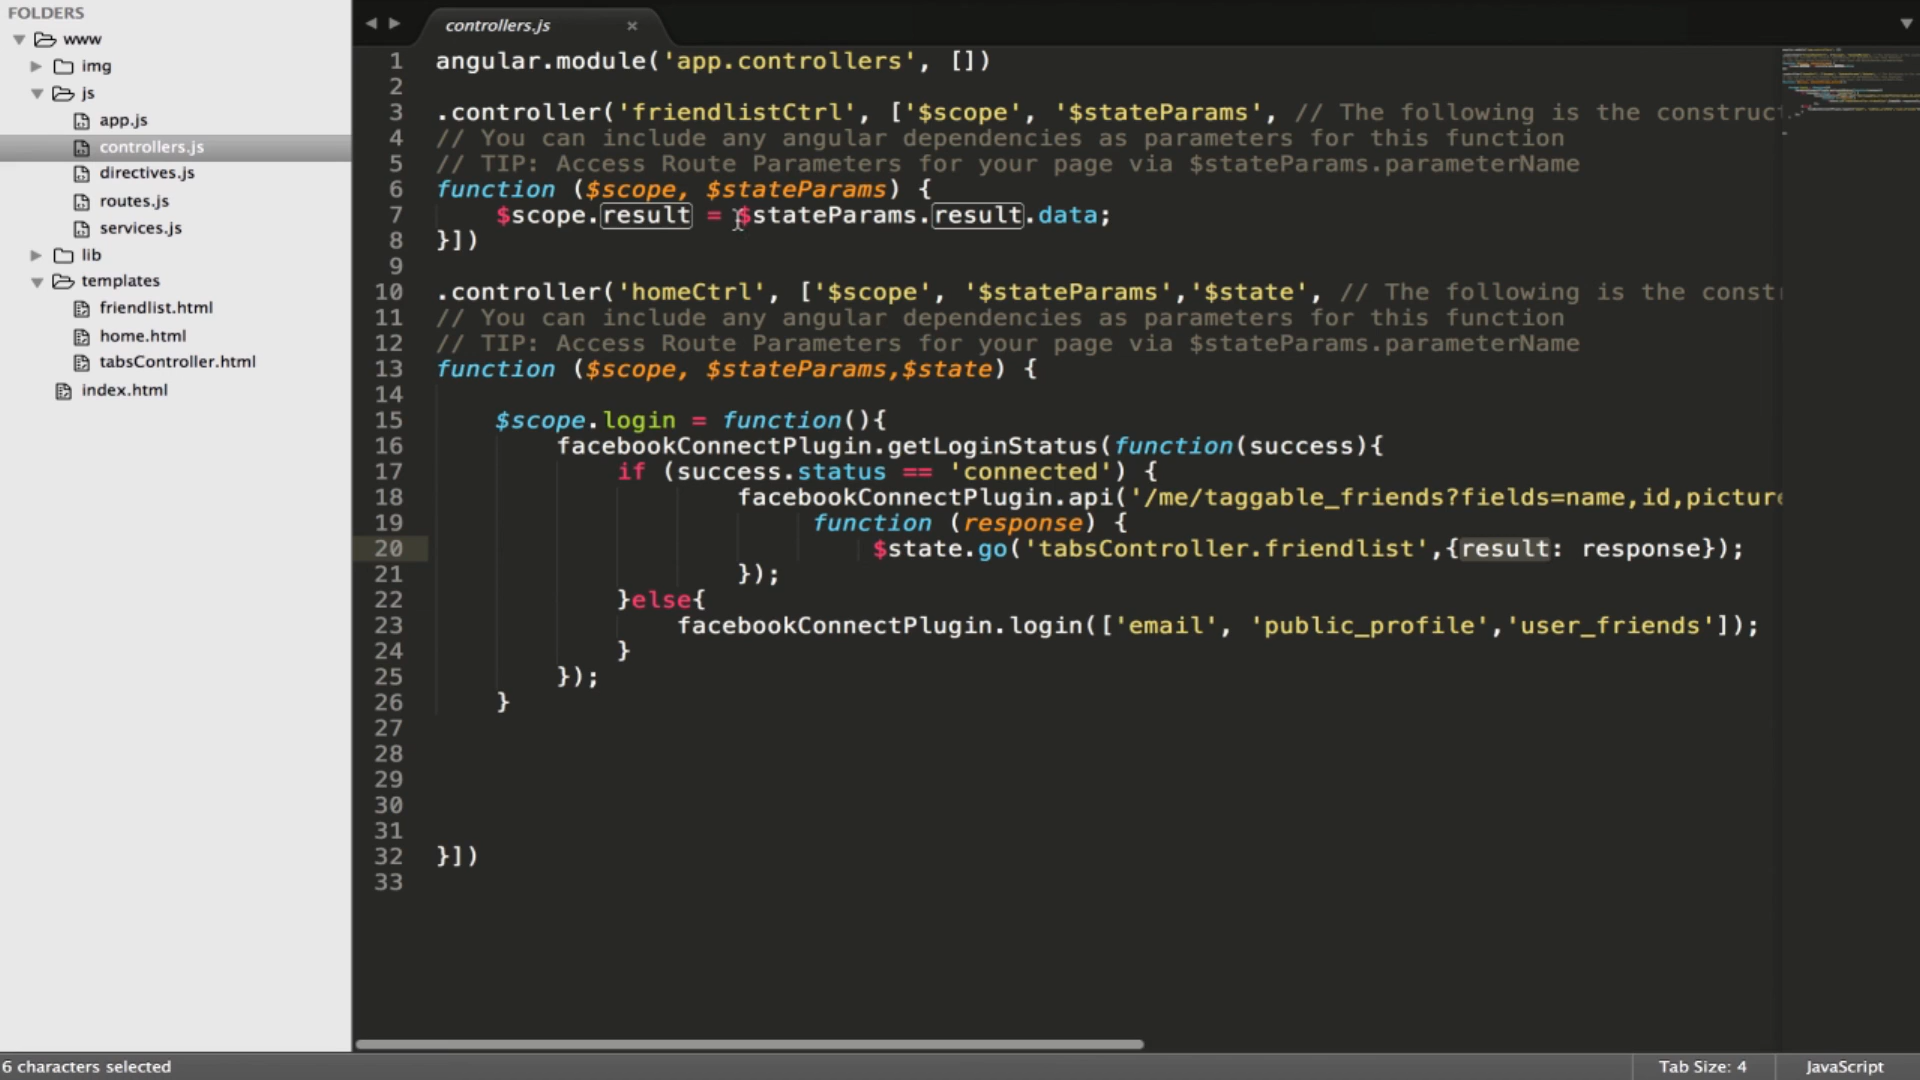 FOLDERS
www
img
js
app.js
controllers.js
directives.js
routes.js
services.js
lib
templates
friendlist.html
home.html
tabsController.html
index.html
controllers.js
1 angular.module('app.controllers', [])
2
3 .controller('friendlistCtrl', ['$scope', '$stateParams', // The following is the construct
4 // You can include any angular dependencies as parameters for this function
5 // TIP: Access Route Parameters for your page via $stateParams.parameterName
6 function ($scope, $stateParams) {
7 $scope.result = $stateParams.result.data;
8 }])
9
10 .controller('homeCtrl', ['$scope', '$stateParams','$state', // The following is the constr
11 // You can include any angular dependencies as parameters for this function
12 // TIP: Access Route Parameters for your page via $stateParams.parameterName
13 function ($scope, $stateParams,$state) {
14
15 $scope.login = function(){
16 facebookConnectPlugin.getLoginStatus(function(success){
17 if (success.status == 'connected') {
18 facebookConnectPlugin.api('/me/taggable_friends?fields=name,id,picture
19 function (response) {
20 $state.go('tabsController.friendlist',{result: response});
21 });
22 }else{
23 facebookConnectPlugin.login(['email', 'public_profile','user_friends']);
24 }
25 });
26 }
27
28
29
30
31
32 }])
33
6 characters selected
Tab Size: 4
JavaScript